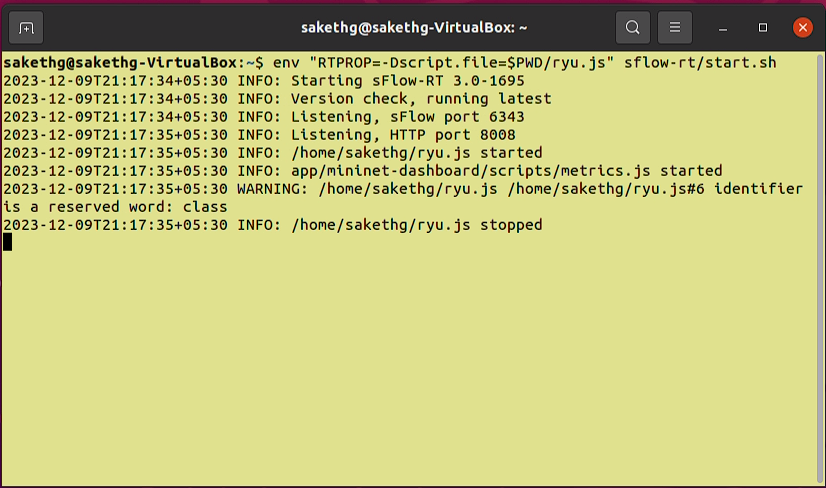 sakethg@sakethg-VirtualBox: ~
sakethg@sakethg-VirtualBox:~$ env "RTPROP=-Dscript.file=$PWD/ryu.js" sflow-rt/start.sh
2023-12-09T21:17:34+05:30 INFO: Starting sFlow-RT 3.0-1695
2023-12-09T21:17:34+05:30 INFO: Version check, running latest
2023-12-09T21:17:34+05:30 INFO: Listening, sFlow port 6343
2023-12-09T21:17:35+05:30 INFO: Listening, HTTP port 8008
2023-12-09T21:17:35+05:30 INFO: /home/sakethg/ryu.js started
2023-12-09T21:17:35+05:30 INFO: app/mininet-dashboard/scripts/metrics.js started
2023-12-09T21:17:35+05:30 WARNING: /home/sakethg/ryu.js /home/sakethg/ryu.js#6 identifier
is a reserved word: class
2023-12-09T21:17:35+05:30 INFO: /home/sakethg/ryu.js stopped